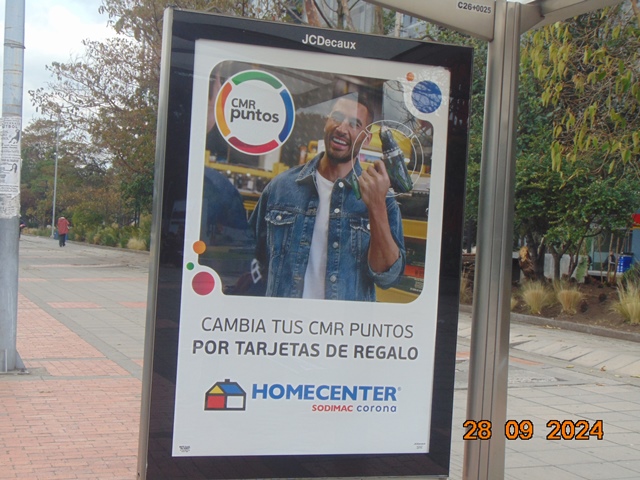 C26+0025
JCDecaux
CMR
puntos
CAMBIA TUS CMR PUNTOS
POR TARJETAS DE REGALO
HOMECENTER
SODIMAC corona
28 09 2024